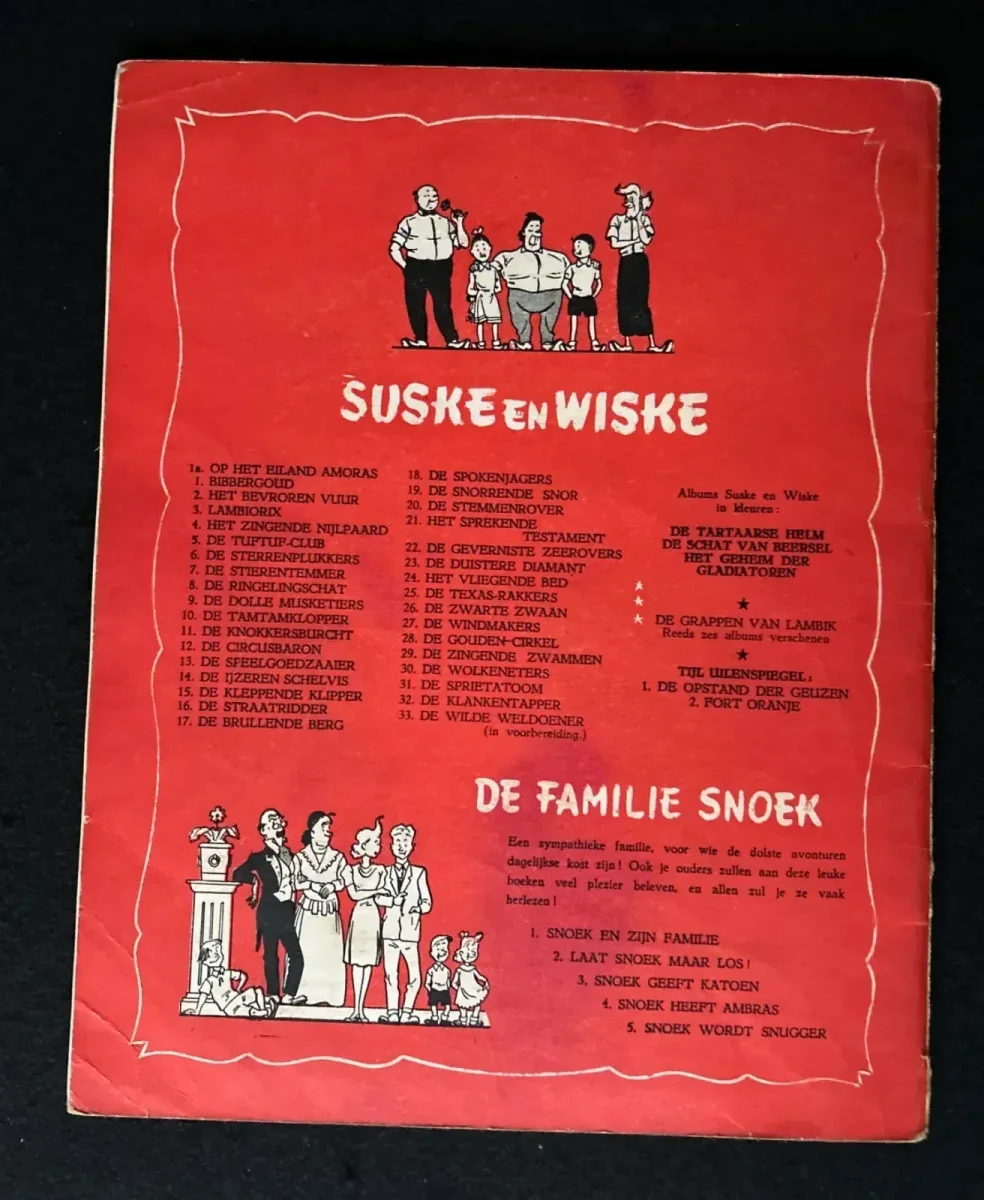 SUSKE EN WISKE
1a. OP HET EILAND AMORAS
1. BIBBERGOUD
2. HET BEVROREN VUUR
3. LAMBIORIX
4. HET ZINGENDE NIJLPAARD
5. DE TUFTUF-CLUB
6. DE STERRENPLUKKERS
7. DE STIERENTEMMER
8. DE RINGELINGSCHAT
9. DE DOLLE MUSKETIERS
10. DE TAMTAMKLOPPER
11. DE KNOKKERSBURCHT
12. DE CIRCUSBARON
13. DE SPEELGOEDZAAIER
14. DE IJZEREN SCHELVIS
15. DE KLEPPENDE KLIPPER
16. DE STRAATRIDDER
17. DE BRULLENDE BERG
18. DE SPOKENJAGERS
19. DE SNORRENDE SNOR
20. DE STEMMENROVER
21. HET SPREKENDE
TESTAMENT
22. DE GEVERNISTE ZEEROVERS
23. DE DUISTERE DIAMANT
24. HET VLIEGENDE BED
25. DE TEXAS-RAKKERS
26. DE ZWARTE ZWAAN
27. DE WINDMAKERS
28. DE GOUDEN-CIRKEL
29. DE ZINGENDE ZWAMMEN
30. DE WOLKENETERS
31. DE SPRIETATOOM
32. DE KLANKENTAPPER
33. DE WILDE WELDOENER
(in voorbereiding.)
Albums Suske en Wiske
in kleuren :
DE TARTAARSE HELM
DE SCHAT VAN BEERSEL
HET GEHEIM DER
GLADIATOREN
DE GRAPPEN VAN LAMBIK
Reeds zes albums verschenen
TIJL UILENSPIEGEL :
1. DE OPSTAND DER GEUZEN
2. FORT ORANJE
DE FAMILIE SNOEK
Een sympathieke familie, voor wie de dolste avonturen
dagelijkse kost zijn ! Ook je ouders zullen aan deze leuke
boeken veel plezier beleven, en allen zul je ze vaak
herlezen !
1. SNOEK EN ZIJN FAMILIE
2. LAAT SNOEK MAAR LOS !
3, SNOEK GEEFT KATOEN
4. SNOEK HEEFT AMBRAS
5. SNOEK WORDT SNUGGER